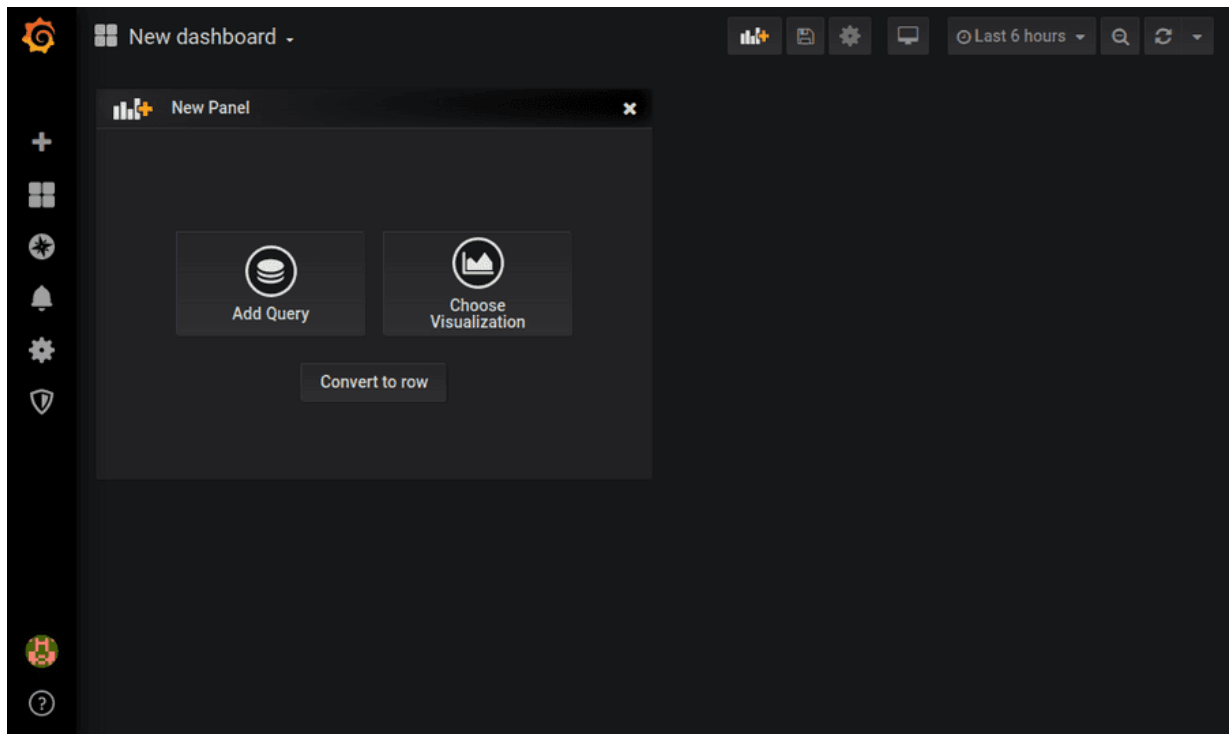 New dashboard
Last 6 hours
New Panel
Add Query
Choose
Visualization
Convert to row